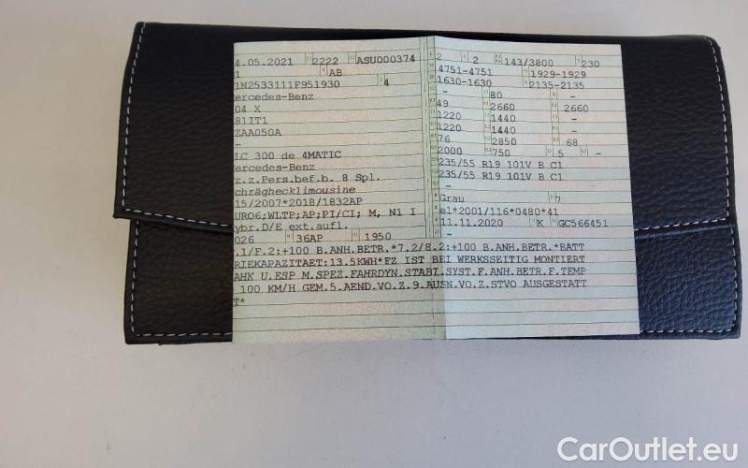 4.05.2021 2222 ASU000374
1 AB
1N2533111F951930 4
ercedes-Benz
04 X
81IT1
ZAA050A
-
LC 300 de 4MATIC
ercedes-Benz
z.z.Pers.bef.b. 8 Spl.
chräghecklimousine
15/2007*2018/1832AP
URO6;WLTP;AP;PI/CI; M, N1 I
ybr.D/E ext.aufl.
026 36AP 1950
2 2 143/3800 230
4751-4751 1929-1929
1630-1630 2135-2135
- 80 -
49 2660 2660
1220 1440 -
1220 1440 -
76 2850 68
2000 750 5 -
235/55 R19 101V B C1
235/55 R19 101V B C1
-
Grau 7
e1*2001/116*0480*41
11.11.2020 K GC566451
.1/F.2:+100 B.ANH.BETR.*7.2/8.2:+100 B.ANH.BETR.*BATT
RIEKAPAZITAET:13.5KWH*FZ IST BEI WERKSSEITIG MONTIERT
AHK U.ESP M.SPEZ.FAHRDYN.STABI.SYST.F.ANH.BETR.F.TEMP
100 KM/H GEM.5.AEND.VO.Z.9.AUSN.VO.Z.STVO AUSGESTATT
T*
CarOutlet.eu